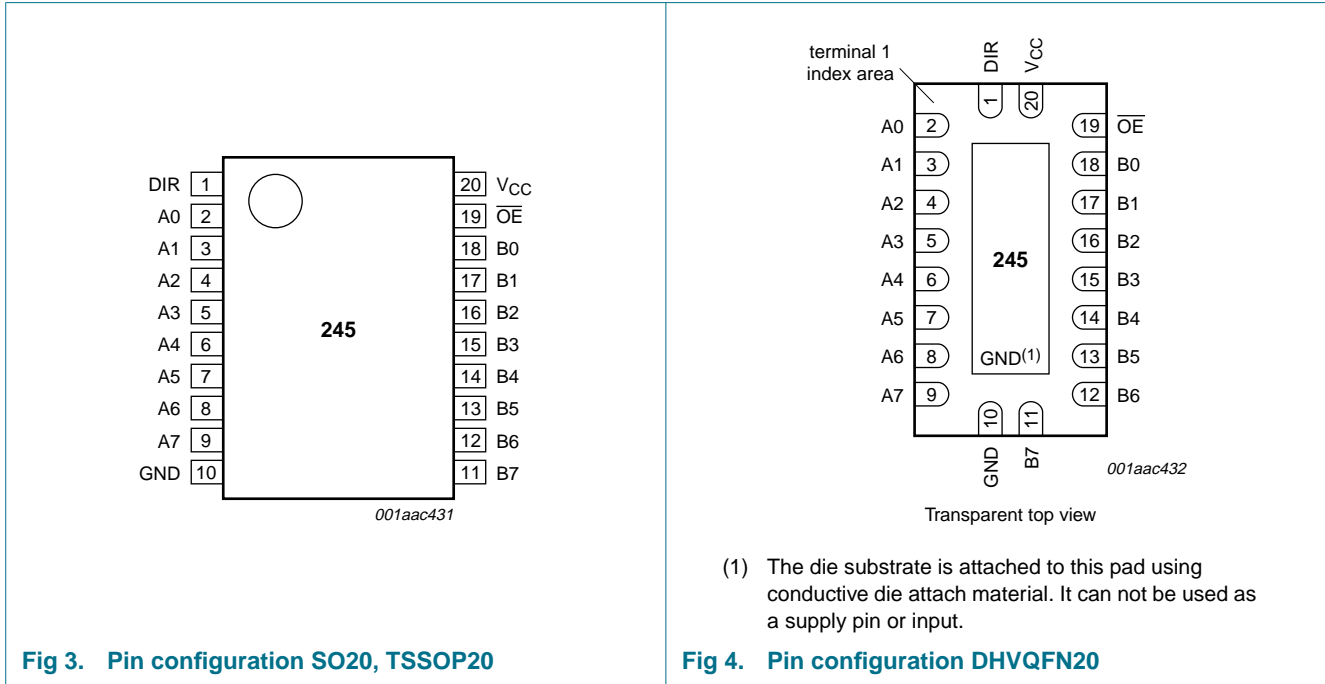 DIR 1 20 VCC
A0 2 19 OE
A1 3 18 B0
A2 4 17 B1
A3 5 16 B2
A4 6 15 B3
A5 7 14 B4
A6 8 13 B5
A7 9 12 B6
GND 10 11 B7
245
001aac431
Fig 3. Pin configuration SO20, TSSOP20
terminal 1
index area
DIR VCC
1 20
A0 2 19 OE
A1 3 18 B0
A2 4 17 B1
A3 5 16 B2
A4 6 15 B3
A5 7 14 B4
A6 8 13 B5
A7 9 12 B6
245
GND(1)
10 11
GND B7
001aac432
Transparent top view
(1) The die substrate is attached to this pad using
conductive die attach material. It can not be used as
a supply pin or input.
Fig 4. Pin configuration DHVQFN20